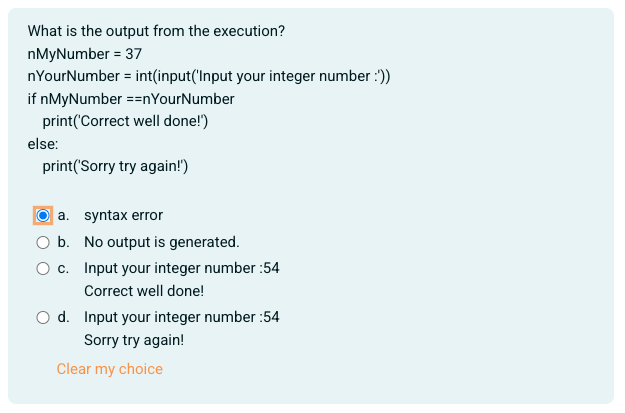 What is the output from the execution?
nMyNumber = 37
nYourNumber = int(input('Input your integer number :'))
if nMyNumber ==nYourNumber
print('Correct well done!')
else:
print('Sorry try again!')
a. syntax error
b. No output is generated.
c. Input your integer number :54
Correct well done!
d. Input your integer number :54
Sorry try again!
Clear my choice